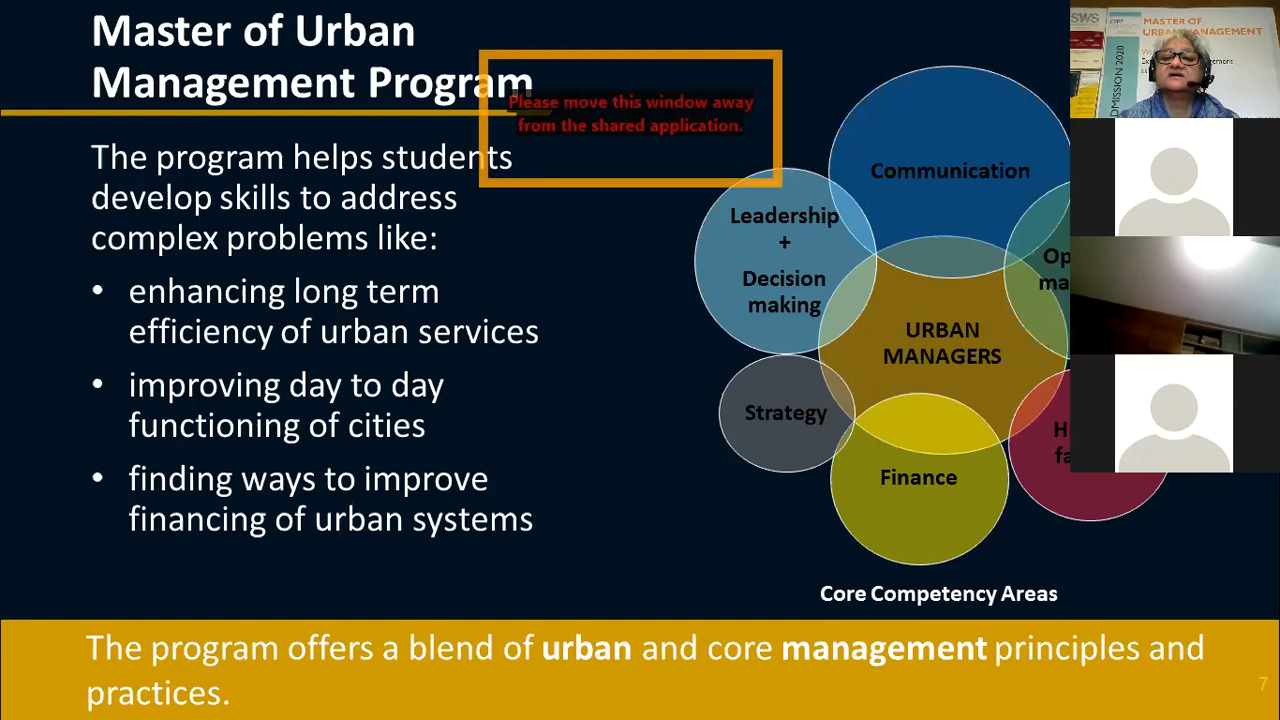 Master of Urban
Management Program
Please move this window away
from the shared application.
The program helps students
develop skills to address
complex problems like:
• enhancing long term
efficiency of urban services
• improving day to day
functioning of cities
• finding ways to improve
financing of urban systems
Communication
Leadership
+
Decision
making
URBAN
MANAGERS
Strategy
Finance
Core Competency Areas
The program offers a blend of urban and core management principles and
practices.
7
MASTER OF
URBAN MANAGEMENT